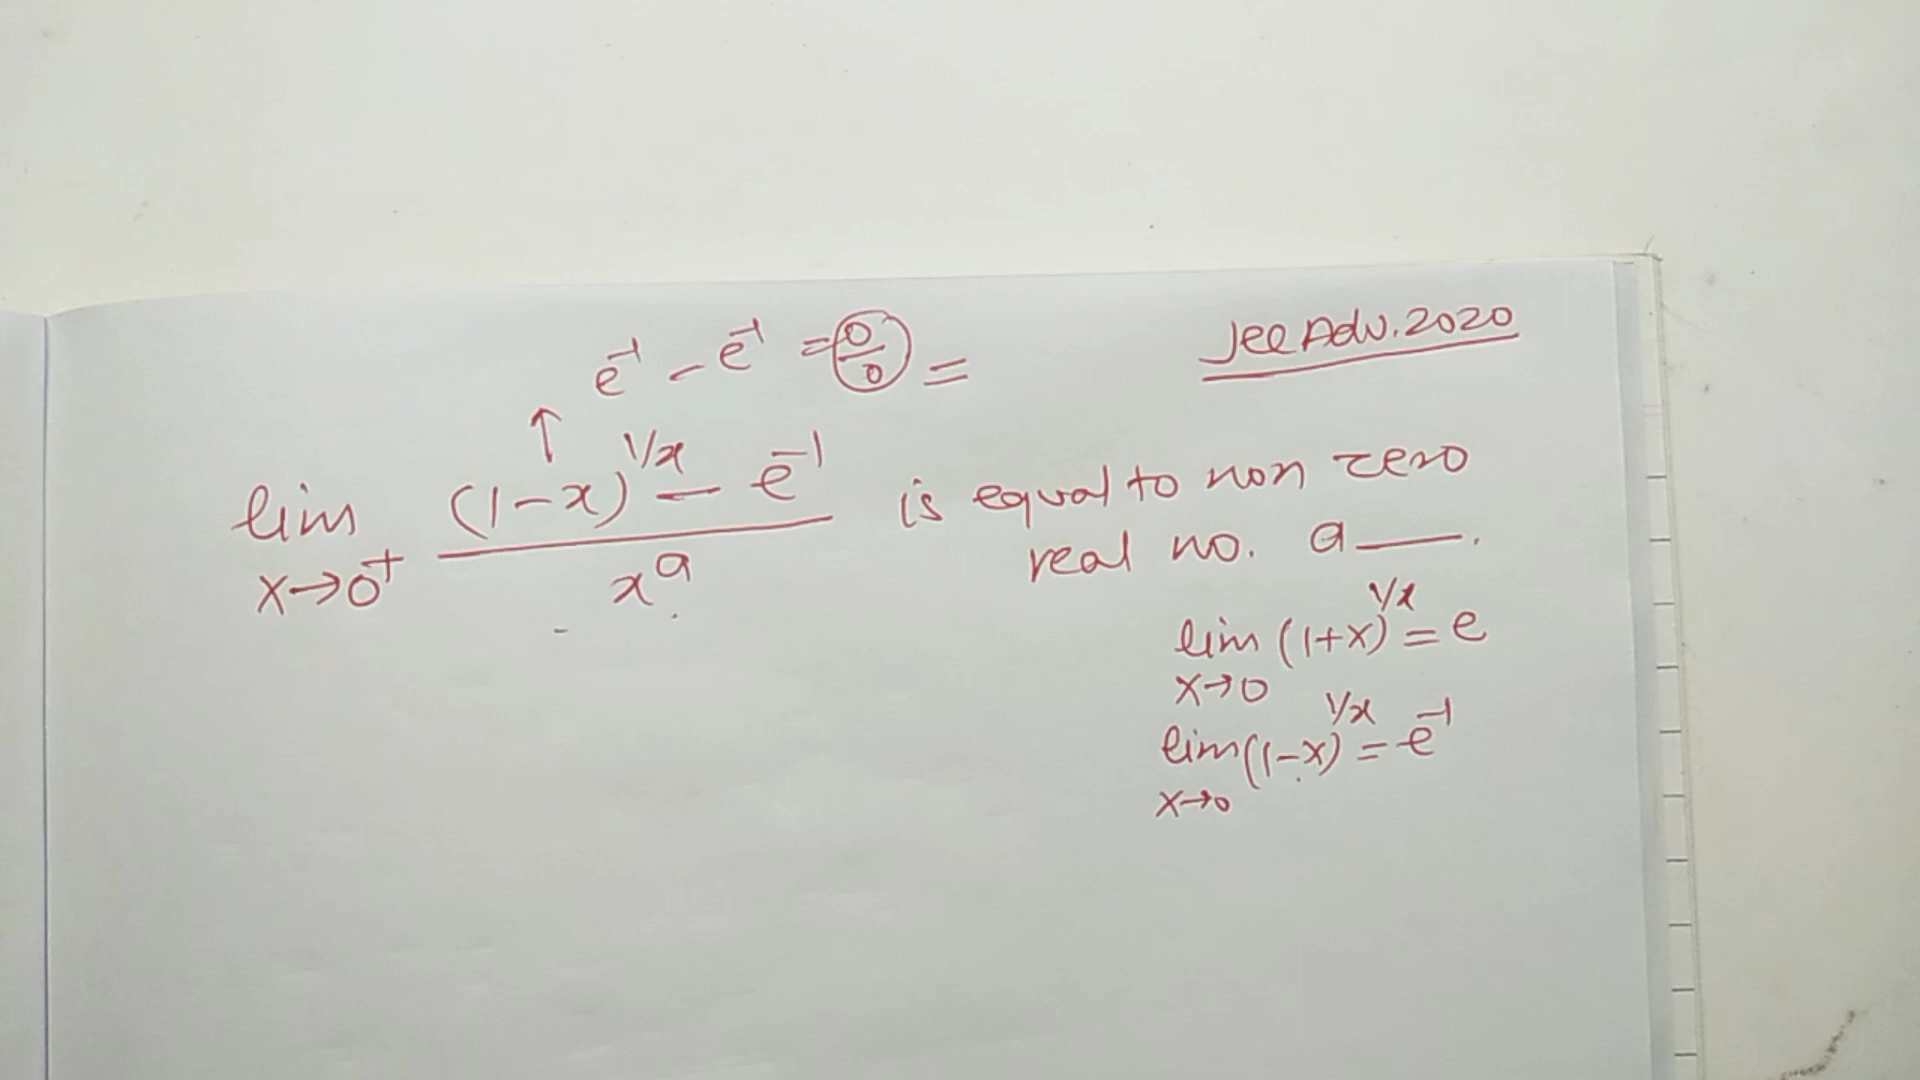 Jee Adv. 2020
e⁻¹ - e⁻¹ = 0/0 =
↑
lim x→0⁺ ((1-x)^(1/x) - e⁻¹)/x^a is equal to non zero
real no. a ___.
lim x→0 (1+x)^(1/x) = e
lim x→0 (1-x)^(1/x) = e⁻¹